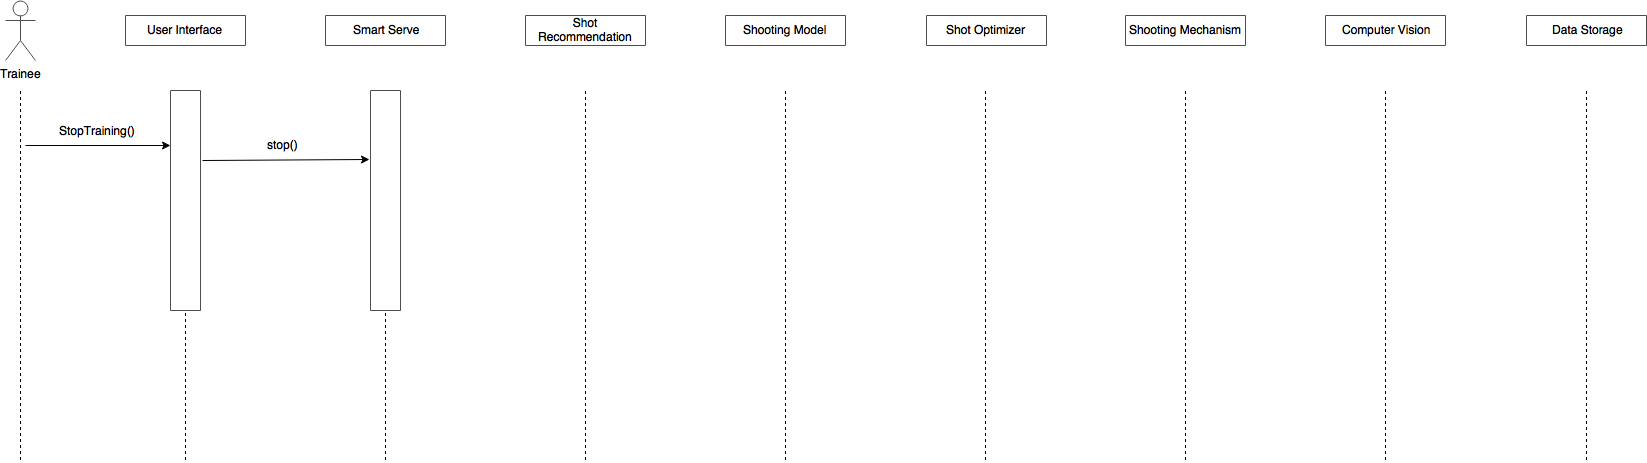 Trainee
User Interface
Smart Serve
Shot
Recommendation
Shooting Model
Shot Optimizer
Shooting Mechanism
Computer Vision
Data Storage
StopTraining()
stop()